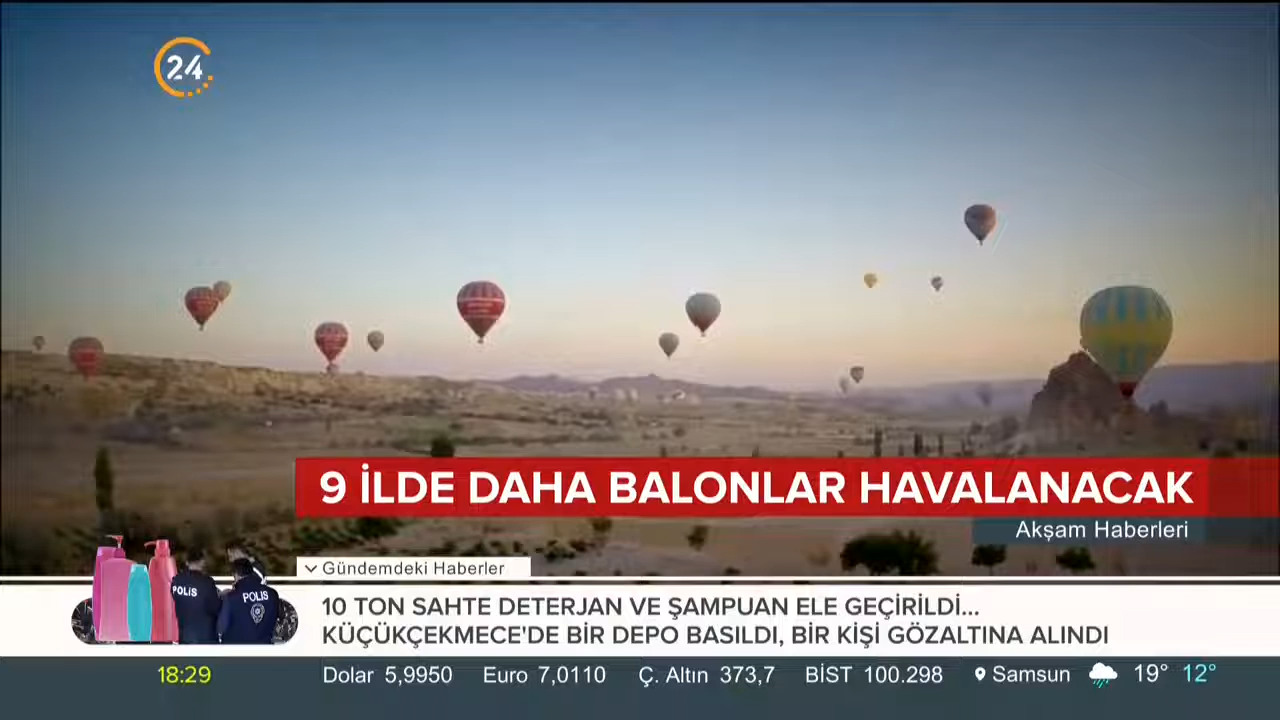 24
9 İLDE DAHA BALONLAR HAVALANACAK
Akşam Haberleri
Gündemdeki Haberler
POLİS
POLİS
10 TON SAHTE DETERJAN VE ŞAMPUAN ELE GEÇİRİLDİ...
KÜÇÜKÇEKMECE'DE BİR DEPO BASILDI, BİR KİŞİ GÖZALTINA ALINDI
18:29 Dolar 5,9950 Euro 7,0110 Ç. Altın 373,7 BİST 100.298 Samsun 19° 12°